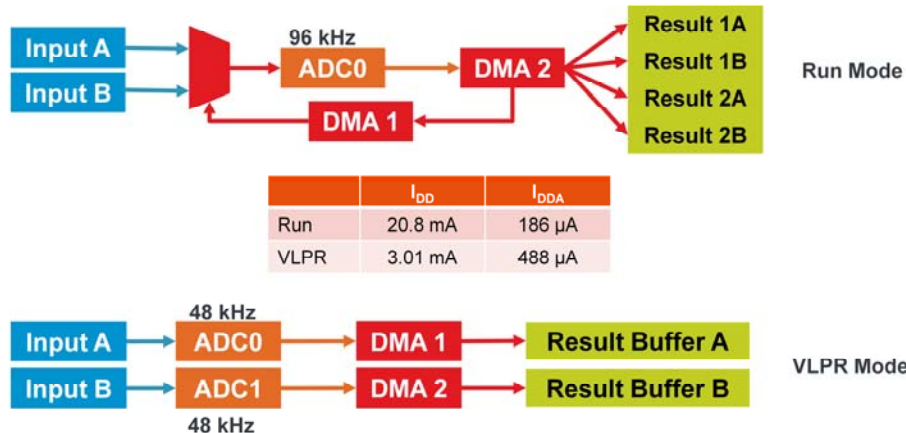 96 kHz
Input A
Input B
ADC0
DMA 2
DMA 1
Result 1A
Result 1B
Result 2A
Result 2B
Run Mode
I_DD I_DDA
Run 20.8 mA 186 µA
VLPR 3.01 mA 488 µA
48 kHz
Input A ADC0 DMA 1 Result Buffer A
Input B ADC1 DMA 2 Result Buffer B
48 kHz
VLPR Mode